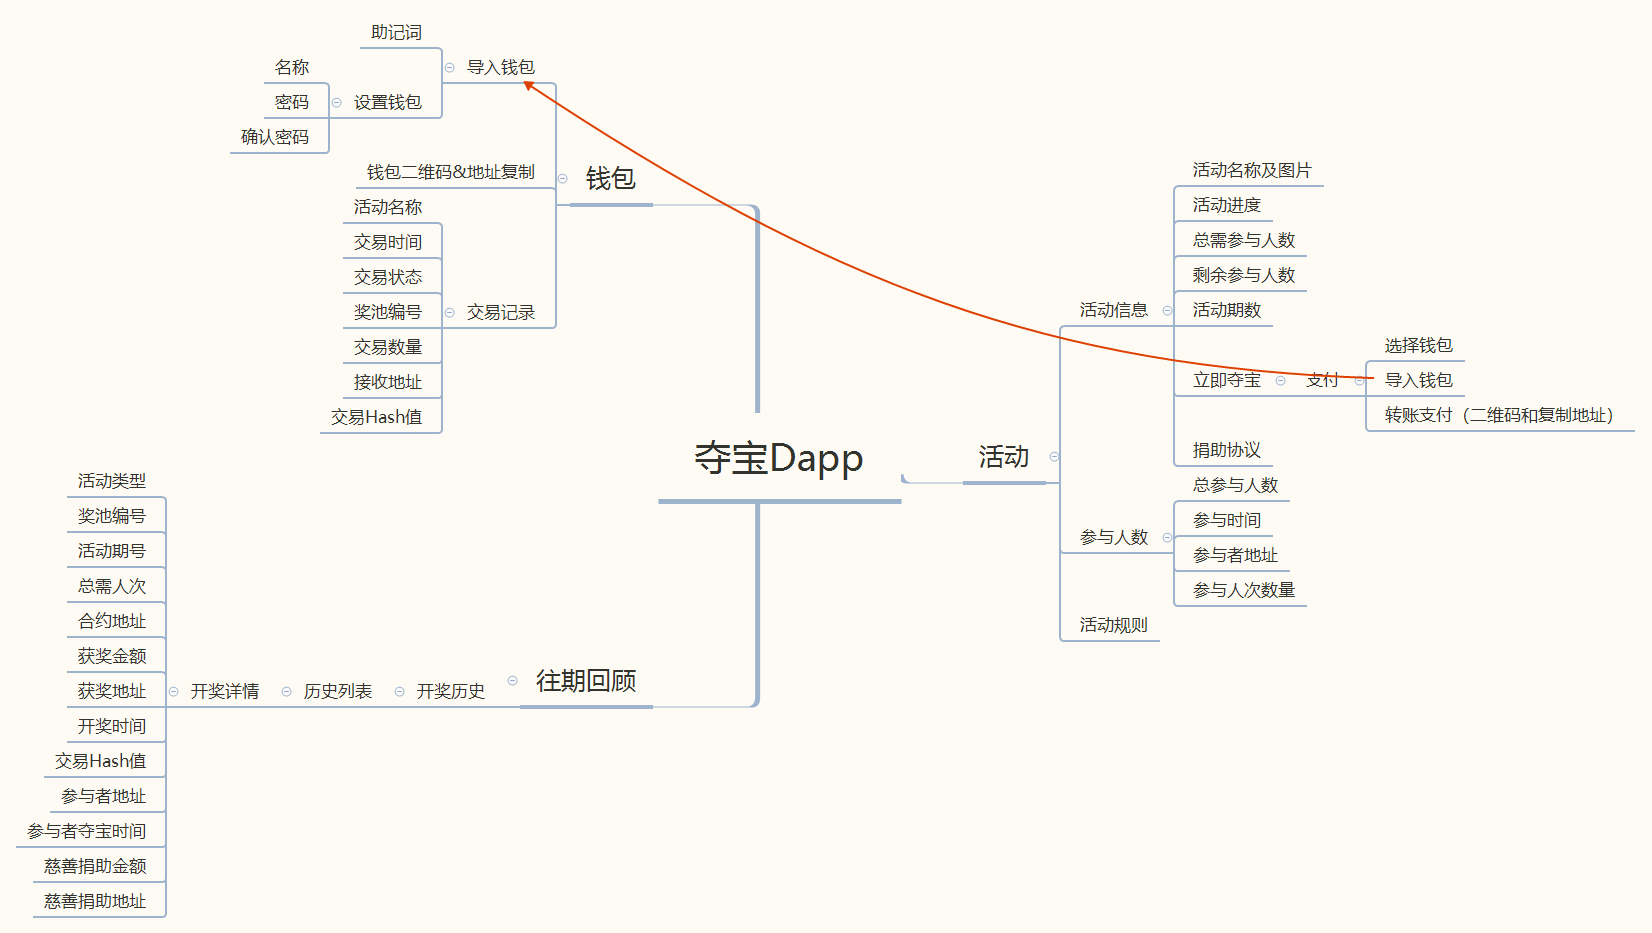 夺宝Dapp
钱包
导入钱包
助记词
设置钱包
名称
密码
确认密码
钱包二维码&地址复制
交易记录
活动名称
交易时间
交易状态
奖池编号
交易数量
接收地址
交易Hash值
活动
活动信息
活动名称及图片
活动进度
总需参与人数
剩余参与人数
活动期数
立即夺宝
支付
选择钱包
导入钱包
转账支付（二维码和复制地址）
捐助协议
参与人数
总参与人数
参与时间
参与者地址
参与人次数量
活动规则
往期回顾
开奖历史
历史列表
开奖详情
活动类型
奖池编号
活动期号
总需人次
合约地址
获奖金额
获奖地址
开奖时间
交易Hash值
参与者地址
参与者夺宝时间
慈善捐助金额
慈善捐助地址